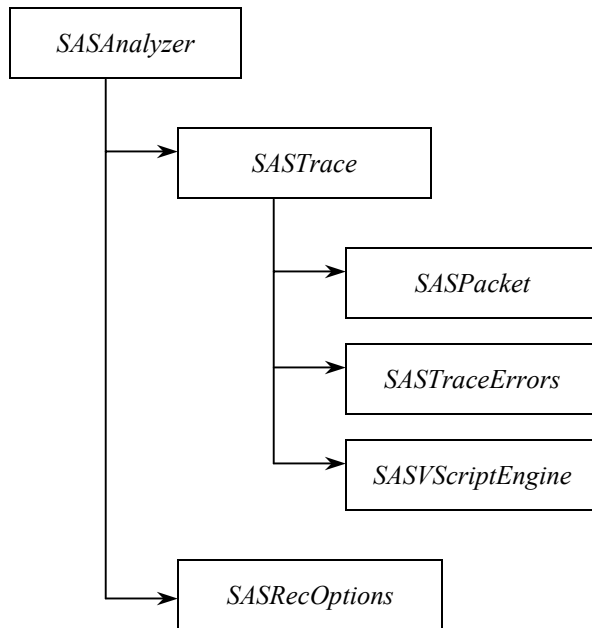 SASAnalyzer
SASTrace
SASPacket
SASTraceErrors
SASVScriptEngine
SASRecOptions